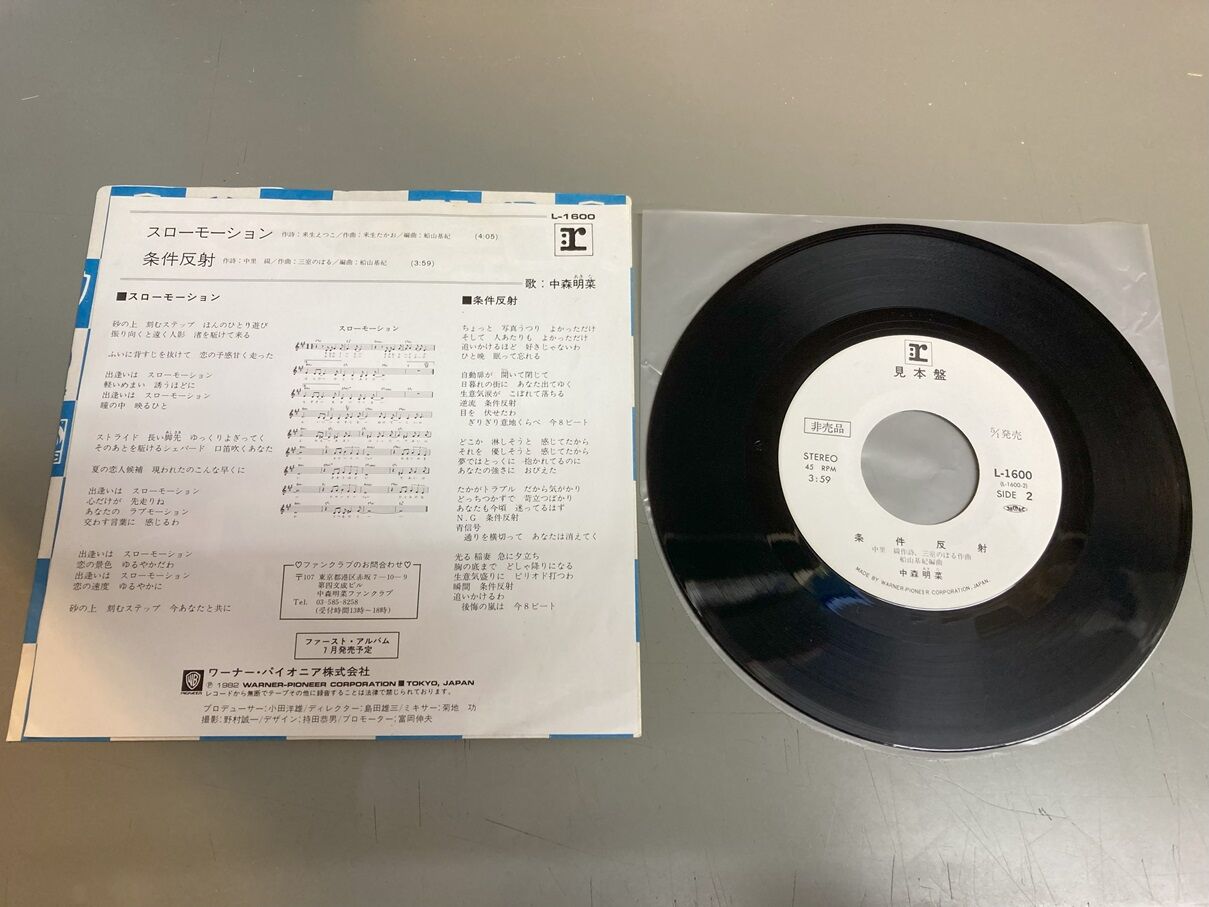 L-1600
スローモーション 作詩:来生えつこ/作曲:来生たかお/編曲:船山基紀 (4:05)
r
条件反射 作詩:中里 綴/作曲:三室のぼる/編曲:船山基紀 (3:59)
歌:中森明菜
あき な
■スローモーション
砂の上 刻むステップ ほんのひとり遊び
振り向くと遠く人影 渚を駆けて来る
ふいに背すじを抜けて 恋の予感甘く走った
出逢いは スローモーション
軽いめまい 誘うほどに
出逢いは スローモーション
瞳の中 映るひと
ストライド 長い脚先 ゆっくりよぎってく
そのあとを駆けるシェパード 口笛吹くあなた
夏の恋人候補 現われたのこんな早くに
出逢いは スローモーション
心だけが 先走りね
あなたの ラブモーション
交わす言葉に 感じるわ
出逢いは スローモーション
恋の景色 ゆるやかだわ
出逢いは スローモーション
恋の速度 ゆるやかに
砂の上 刻むステップ 今あなたと共に
スローモーション
■条件反射
ちょっと 写真うつり よかっただけ
そして 人あたりも よかっただけ
追いかけるほど 好きじゃないわ
ひと晩 眠って忘れる
自動扉が 開いて閉じて
日暮れの街に あなた出てゆく
生意気涙が こぼれて落ちる
逆流 条件反射
目を 伏せたわ
ぎりぎり意地くらべ 今8ビート
どこか 淋しそうと 感じてたから
それを 優しそうと 感じてたから
夢ではとっくに 抱かれてるのに
あなたの強さに おびえた
たかがトラブル だから気がかり
どっちつかずで 苛立つばかり
あなたも今頃 迷ってるはず
N.G 条件反射
青信号
通りを横切って あなたは消えてく
光る 稲妻 急に夕立ち
胸の底まで どしゃ降りになる
生意気盛りに ピリオド打つわ
瞬間 条件反射
追いかけるわ
後悔の嵐は 今8ビート
♡ファンクラブのお問合わせ♡
〒107 東京都港区赤坂7-10-9
第四文成ビル
中森明菜ファンクラブ
Tel. 03-585-8258
(受付時間13時〜18時)
ファースト・アルバム
7月発売予定
WB
PIONEER
ワーナー・パイオニア株式会社
Ⓟ 1982 WARNER-PIONEER CORPORATION ■ TOKYO, JAPAN
レコードから無断でテープその他に録音することは法律で禁じられております。
プロデューサー:小田洋雄/ディレクター:島田雄三/ミキサー:菊地 功
撮影:野村誠一/デザイン:持田恭男/プロモーター:富岡伸夫
r
見本盤
非売品
5/1発売
STEREO
45 RPM
3:59
L-1600
(L-1600-2)
SIDE 2
条件反射
中里 綴作詩、三室のぼる作曲
船山基紀編曲
中森明菜
MADE BY WARNER-PIONEER CORPORATION, JAPAN.